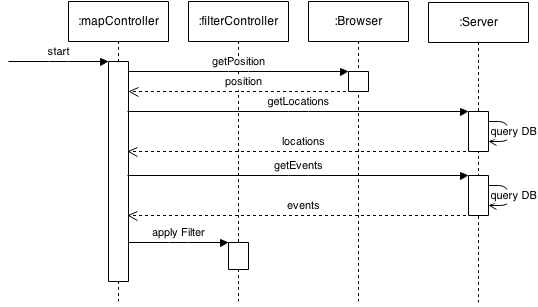 :mapController
:filterController
:Browser
:Server
start
getPosition
position
getLocations
query DB
locations
getEvents
query DB
events
apply Filter